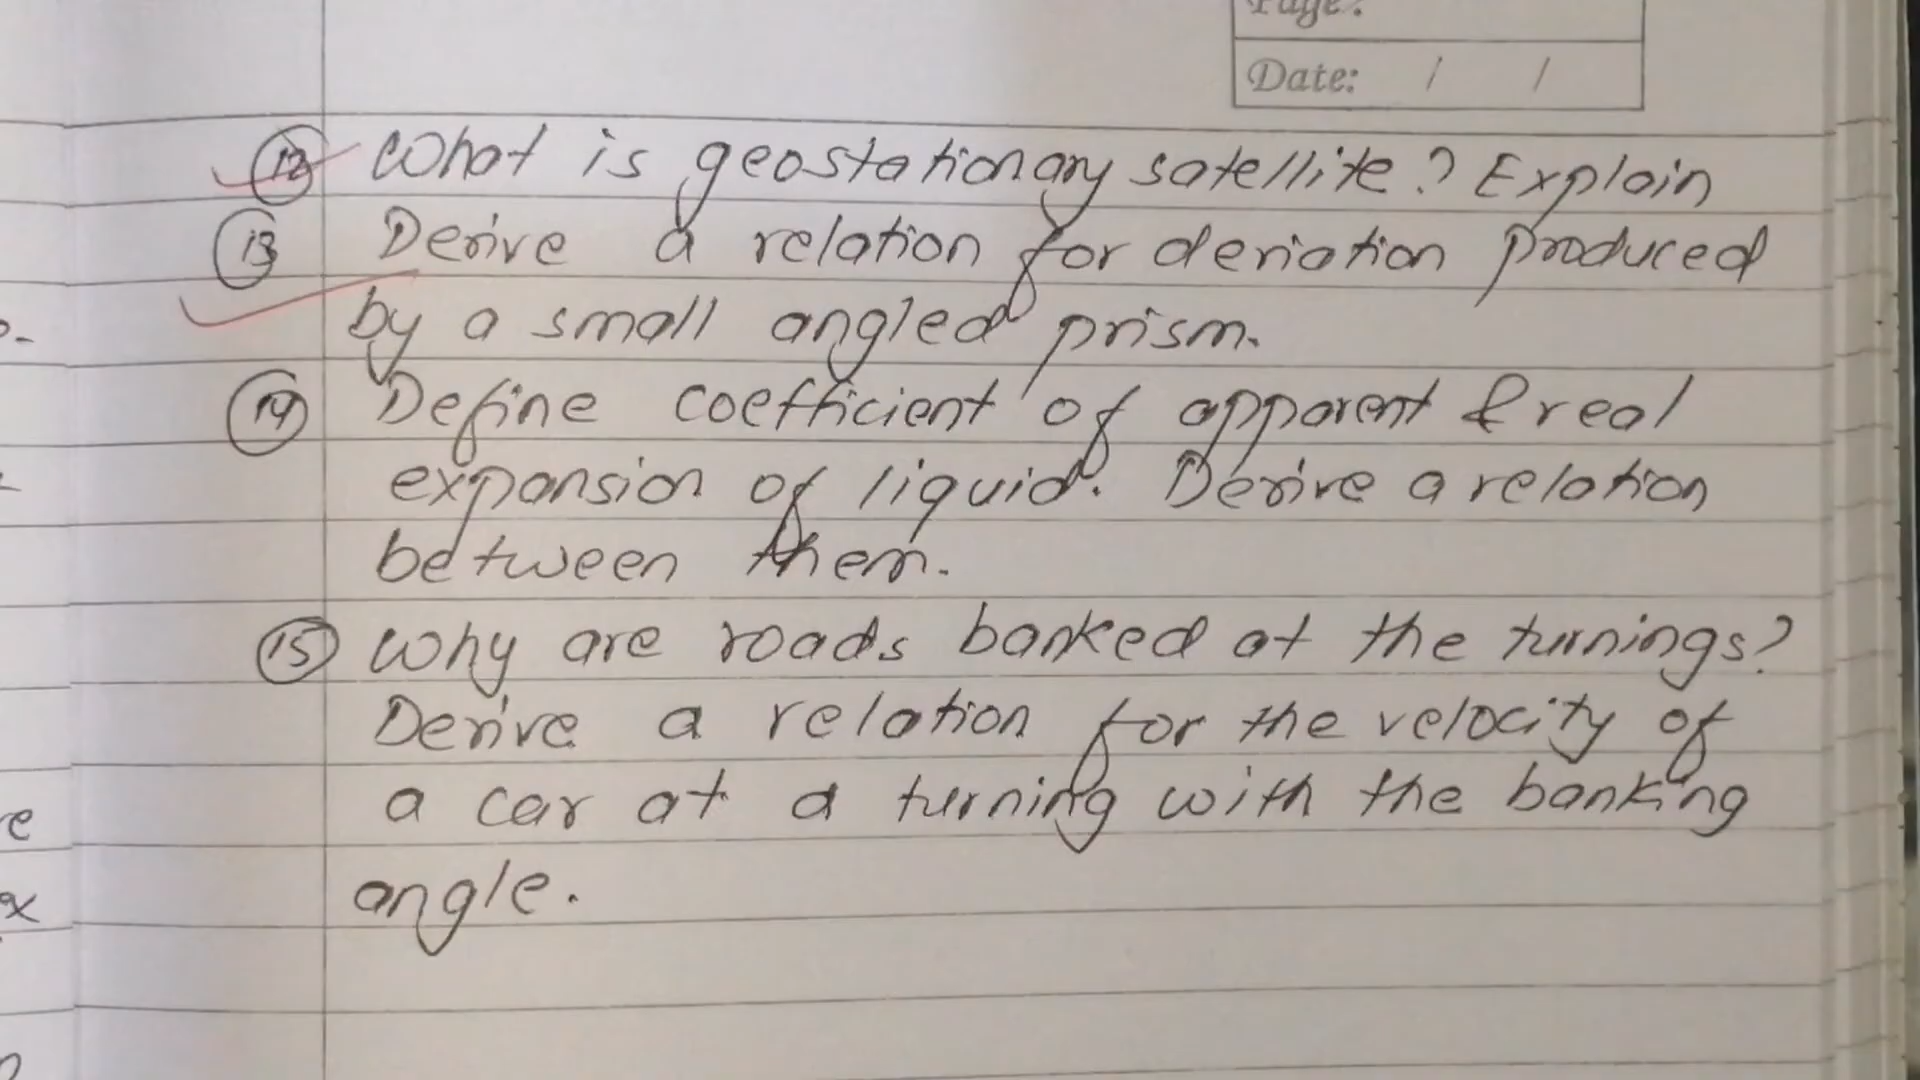 Page:
Date: / /
12 What is geostationary satellite? Explain
13 Derive a relation for deviation produced
by a small angled prism.
14 Define coefficient of apparent & real
expansion of liquid. Derive a relation
between them.
15 Why are roads banked at the turnings?
Derive a relation for the velocity of
a car at a turning with the banking
angle.